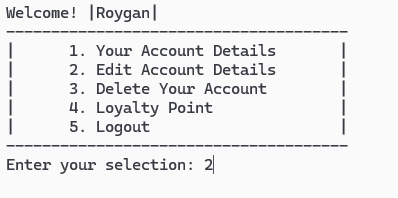 Welcome! |Roygan|
--------------------------------------
|      1. Your Account Details       |
|      2. Edit Account Details       |
|      3. Delete Your Account        |
|      4. Loyalty Point              |
|      5. Logout                     |
--------------------------------------
Enter your selection: 2